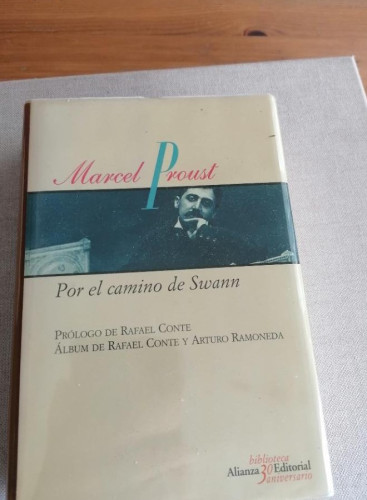 Marcel Proust
Por el camino de Swann
PRÓLOGO DE RAFAEL CONTE
ÁLBUM DE RAFAEL CONTE Y ARTURO RAMONEDA
biblioteca
Alianza 30 Editorial
aniversario